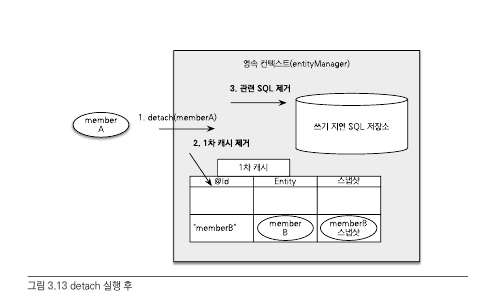 영속 컨텍스트(entityManager)
3. 관련 SQL 제거
member
A
1. detach(memberA)
쓰기 지연 SQL 저장소
2. 1차 캐시 제거
1차 캐시
@Id
Entity
스냅샷
"memberB"
member
B
memberB
스냅샷
그림 3.13 detach 실행 후